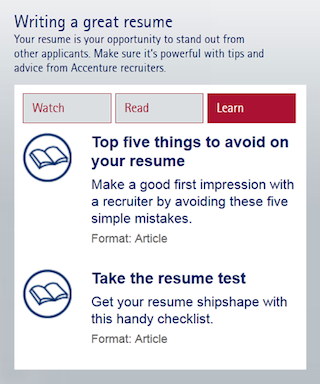 Writing a great resume
Your resume is your opportunity to stand out from
other applicants. Make sure it's powerful with tips and
advice from Accenture recruiters.
Watch
Read
Learn
Top five things to avoid on
your resume
Make a good first impression with
a recruiter by avoiding these five
simple mistakes.
Format: Article
Take the resume test
Get your resume shipshape with
this handy checklist.
Format: Article